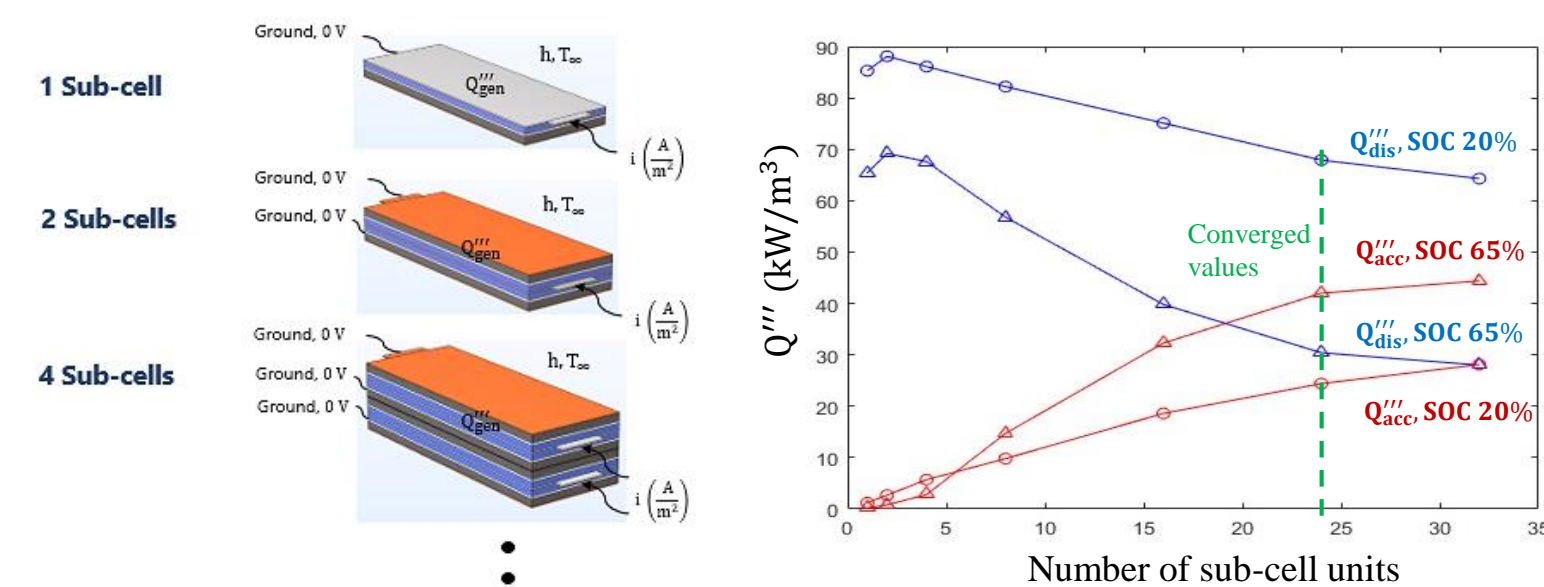 1 Sub-cell
Ground, 0 V
h, T∞
Q‴gen
i (A/m²)
2 Sub-cells
Ground, 0 V
Ground, 0 V
h, T∞
Q‴gen
i (A/m²)
4 Sub-cells
Ground, 0 V
Ground, 0 V
Ground, 0 V
h, T∞
Q‴gen
i (A/m²)
i (A/m²)
Q‴ (kW/m³)
90
80
70
60
50
40
30
20
10
0
0 5 10 15 20 25 30 35
Q‴dis, SOC 20%
Converged
values
Q‴acc, SOC 65%
Q‴dis, SOC 65%
Q‴acc, SOC 20%
Number of sub-cell units